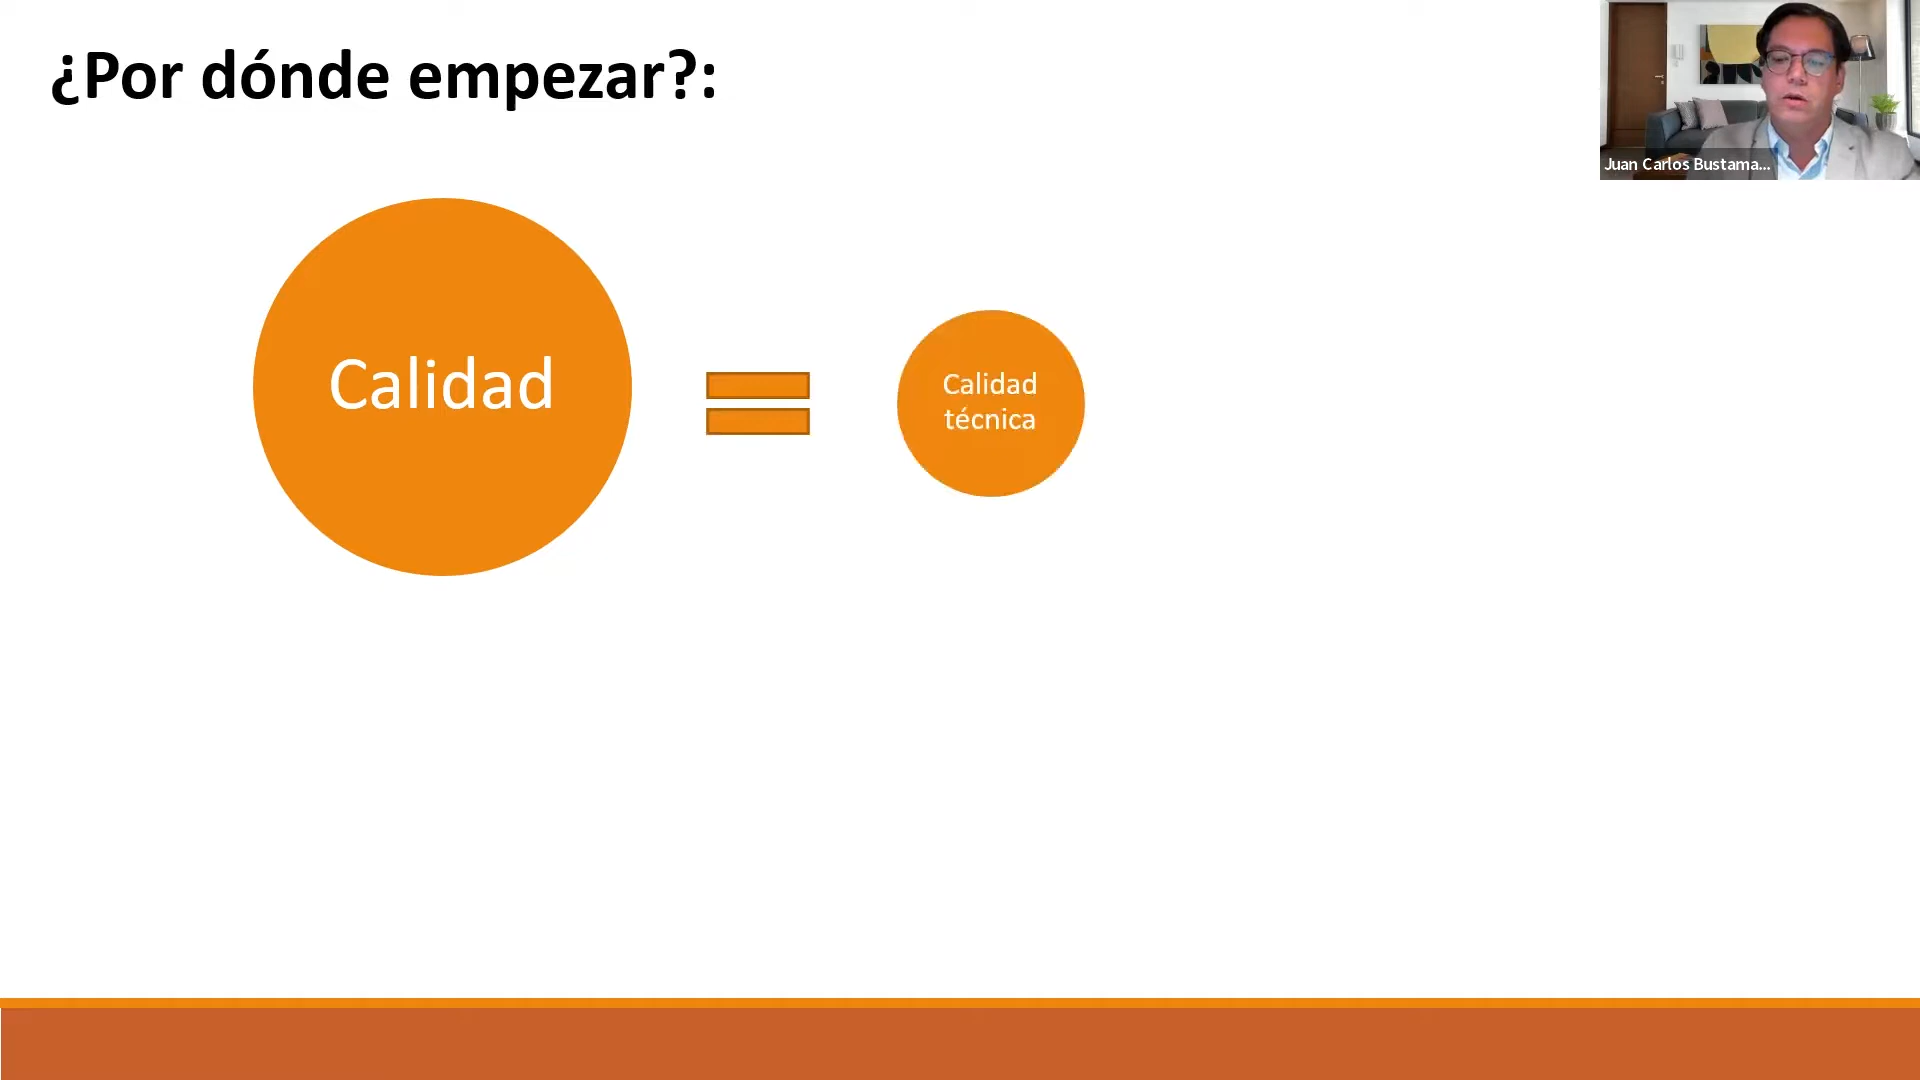 ¿Por dónde empezar?:
Juan Carlos Bustama...
Calidad
Calidad
técnica